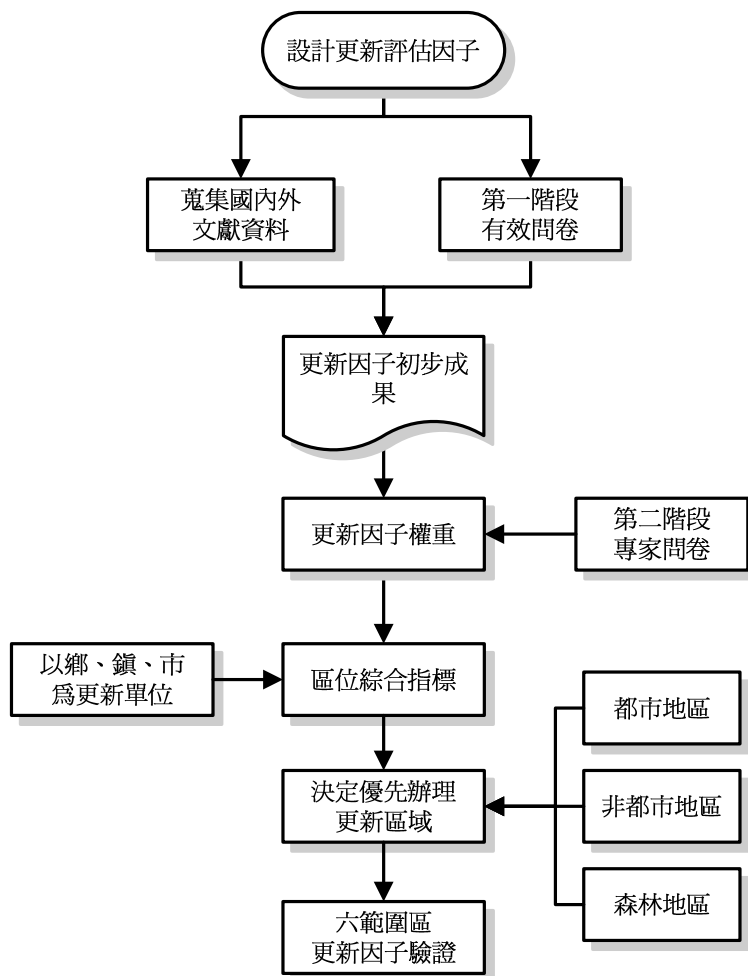 設計更新評估因子
蒐集國內外
文獻資料
第一階段
有效問卷
更新因子初步成
果
更新因子權重
第二階段
專家問卷
以鄉、鎮、市
為更新單位
區位綜合指標
都市地區
決定優先辦理
更新區域
非都市地區
森林地區
六範圍區
更新因子驗證